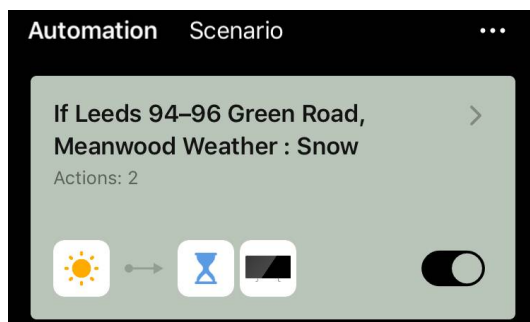 Automation Scenario ...
If Leeds 94–96 Green Road,
Meanwood Weather : Snow
Actions: 2